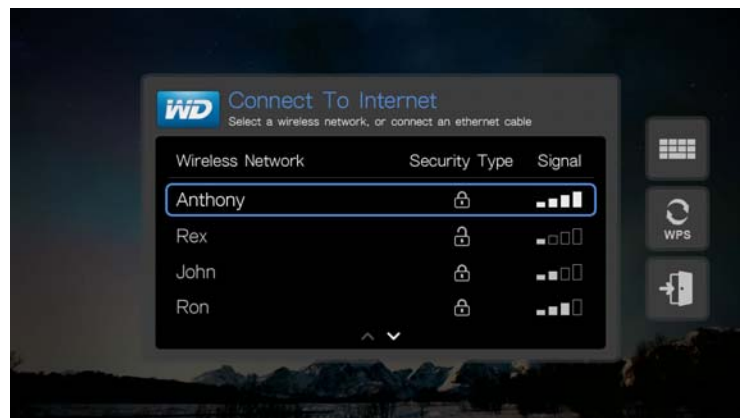 WD
Connect To Internet
Select a wireless network, or connect an ethernet cable
Wireless Network Security Type Signal
Anthony
Rex
John
Ron
WPS